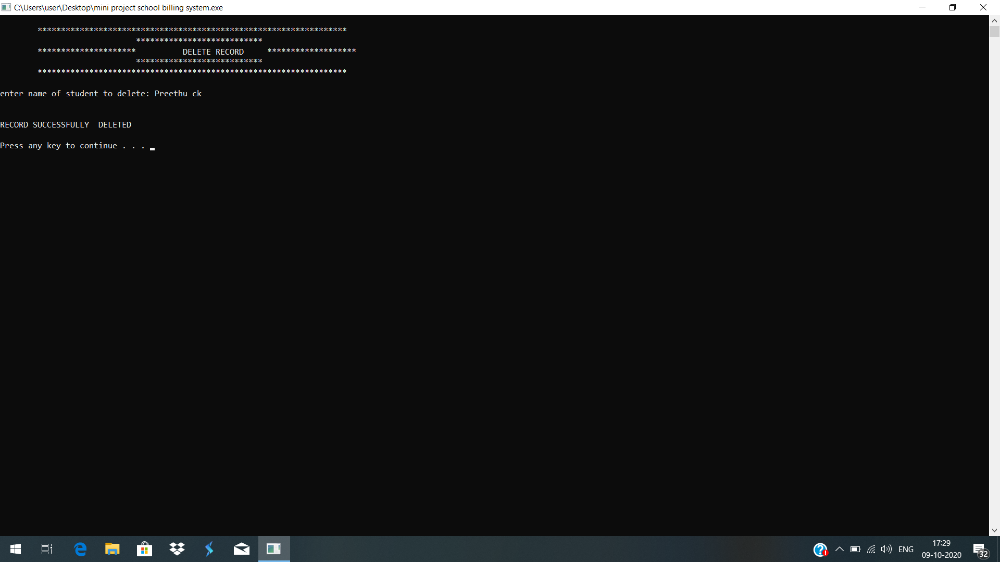 C:\Users\user\Desktop\mini project school billing system.exe
******************************************************************
***************************
*********************          DELETE RECORD     *******************
***************************
******************************************************************
enter name of student to delete: Preethu ck
RECORD SUCCESSFULLY  DELETED
Press any key to continue . . .
ENG
17:29
09-10-2020
32